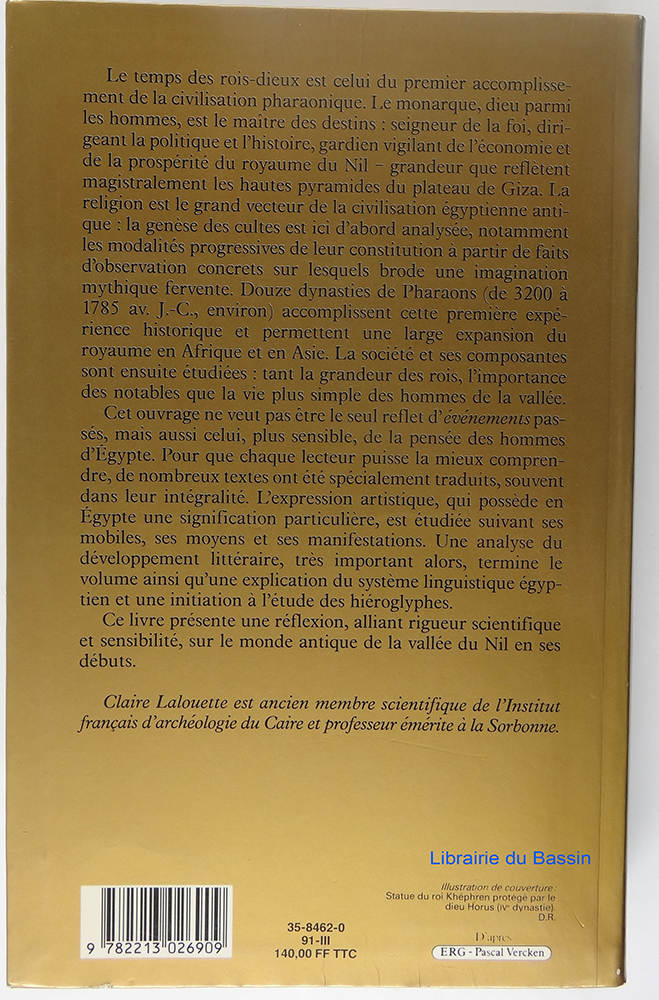 Le temps des rois-dieux est celui du premier accomplisse-
ment de la civilisation pharaonique. Le monarque, dieu parmi
les hommes, est le maître des destins : seigneur de la foi, diri-
geant la politique et l'histoire, gardien vigilant de l'économie et
de la prospérité du royaume du Nil – grandeur que reflètent
magistralement les hautes pyramides du plateau de Giza. La
religion est le grand vecteur de la civilisation égyptienne anti-
que : la genèse des cultes est ici d'abord analysée, notamment
les modalités progressives de leur constitution à partir de faits
d'observation concrets sur lesquels brode une imagination
mythique fervente. Douze dynasties de Pharaons (de 3200 à
1785 av. J.-C., environ) accomplissent cette première expé-
rience historique et permettent une large expansion du
royaume en Afrique et en Asie. La société et ses composantes
sont ensuite étudiées : tant la grandeur des rois, l'importance
des notables que la vie plus simple des hommes de la vallée.
Cet ouvrage ne veut pas être le seul reflet d'événements pas-
sés, mais aussi celui, plus sensible, de la pensée des hommes
d'Égypte. Pour que chaque lecteur puisse la mieux compren-
dre, de nombreux textes ont été spécialement traduits, souvent
dans leur intégralité. L'expression artistique, qui possède en
Égypte une signification particulière, est étudiée suivant ses
mobiles, ses moyens et ses manifestations. Une analyse du
développement littéraire, très important alors, termine le
volume ainsi qu'une explication du système linguistique égyp-
tien et une initiation à l'étude des hiéroglyphes.
Ce livre présente une réflexion, alliant rigueur scientifique
et sensibilité, sur le monde antique de la vallée du Nil en ses
débuts.
Claire Lalouette est ancien membre scientifique de l'Institut
français d'archéologie du Caire et professeur émérite à la Sorbonne.
Librairie du Bassin
Illustration de couverture :
Statue du roi Khéphren protégé par le
dieu Horus (IVe dynastie).
D.R.
D'après
ERG - Pascal Vercken
35-8462-0
91-III
140,00 FF TTC
9 782213 026909